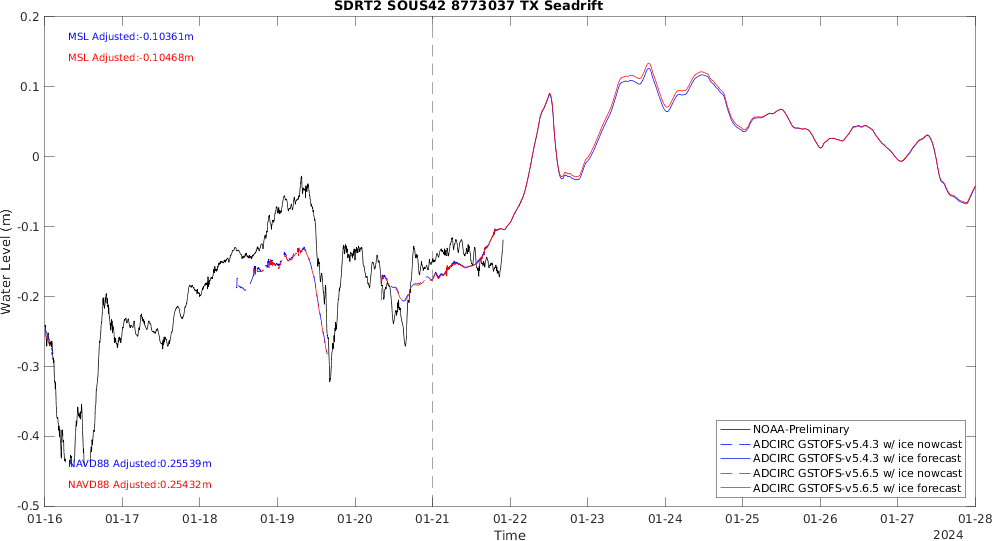 SDRT2 SOUS42 8773037 TX Seadrift
MSL Adjusted:-0.10361m
MSL Adjusted:-0.10468m
0.2
0.1
0
-0.1
-0.2
-0.3
-0.4
-0.5
Water Level (m)
NAVD88 Adjusted:0.25539m
NAVD88 Adjusted:0.25432m
NOAA-Preliminary
ADCIRC GSTOFS-v5.4.3 w/ ice nowcast
ADCIRC GSTOFS-v5.4.3 w/ ice forecast
ADCIRC GSTOFS-v5.6.5 w/ ice nowcast
ADCIRC GSTOFS-v5.6.5 w/ ice forecast
01-16 01-17 01-18 01-19 01-20 01-21 01-22 01-23 01-24 01-25 01-26 01-27 01-28
Time
2024